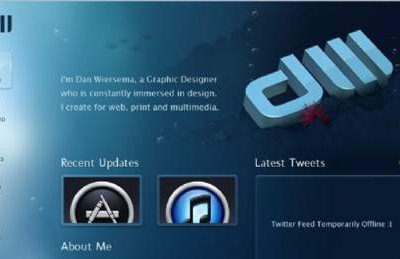 I'm Dan Wiersema, a Graphic Designer
who is constantly immersed in design.
I create for web, print and multimedia.
dw
Recent Updates
Latest Tweets
Twitter Feed Temporarily Offline :(
About Me